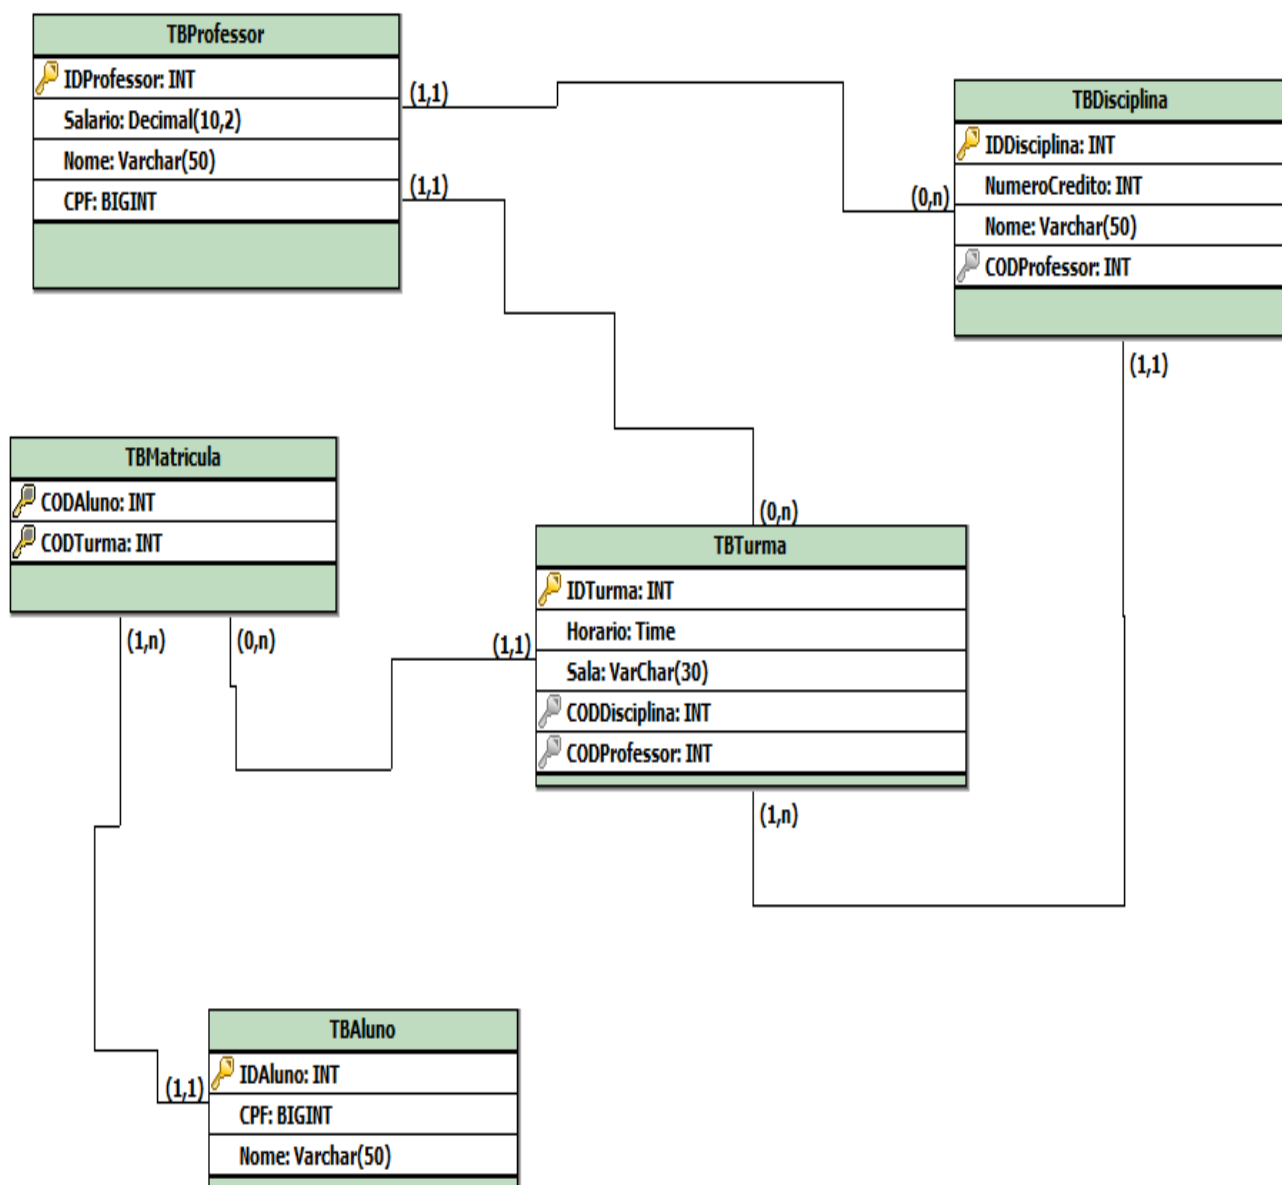 TBProfessor
IDProfessor: INT
Salario: Decimal(10,2)
Nome: Varchar(50)
CPF: BIGINT
(1,1)
(1,1)
TBDisciplina
IDDisciplina: INT
NumeroCredito: INT
Nome: Varchar(50)
CODProfessor: INT
(0,n)
(1,1)
TBMatricula
CODAluno: INT
CODTurma: INT
(1,n)
(0,n)
(0,n)
TBTurma
IDTurma: INT
Horario: Time
Sala: VarChar(30)
CODDisciplina: INT
CODProfessor: INT
(1,1)
(1,n)
TBAluno
IDAluno: INT
CPF: BIGINT
Nome: Varchar(50)
(1,1)